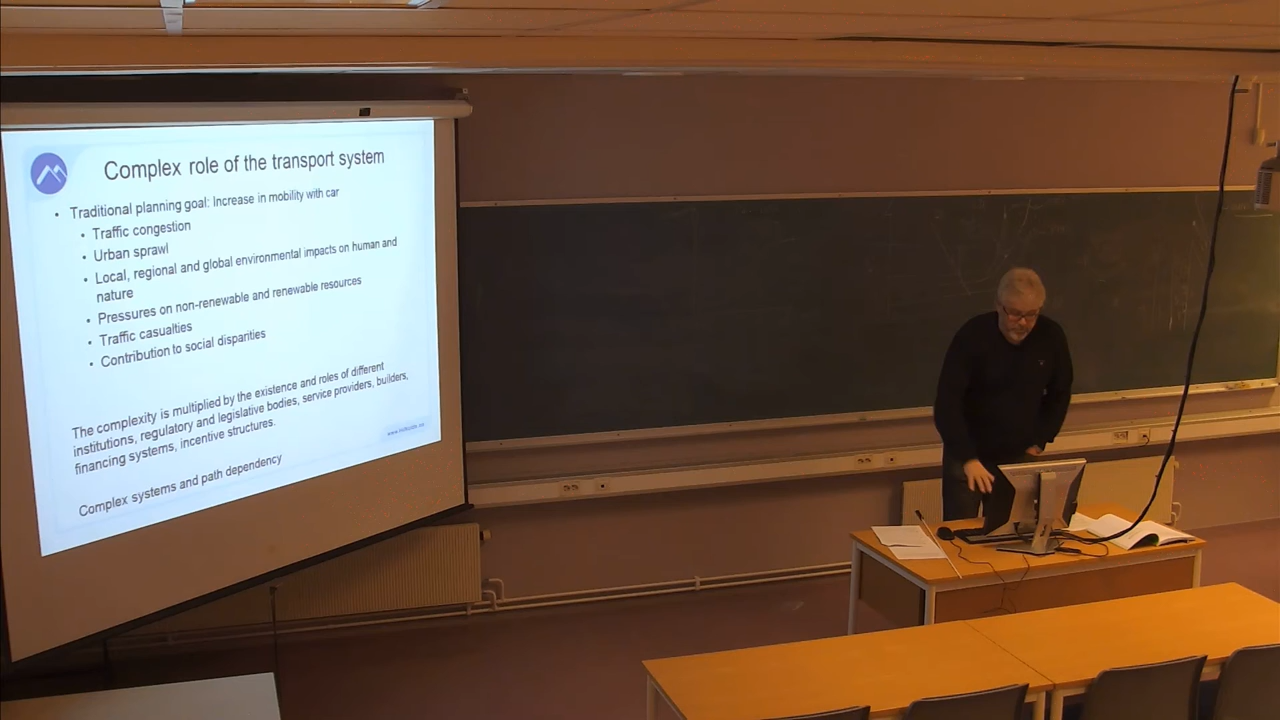 Complex role of the transport system
• Traditional planning goal: Increase in mobility with car
• Traffic congestion
• Urban sprawl
• Local, regional and global environmental impacts on human and
nature
• Pressures on non-renewable and renewable resources
• Traffic casualties
• Contribution to social disparities
The complexity is multiplied by the existence and roles of different
institutions, regulatory and legislative bodies, service providers, builders,
financing systems, incentive structures.
Complex systems and path dependency